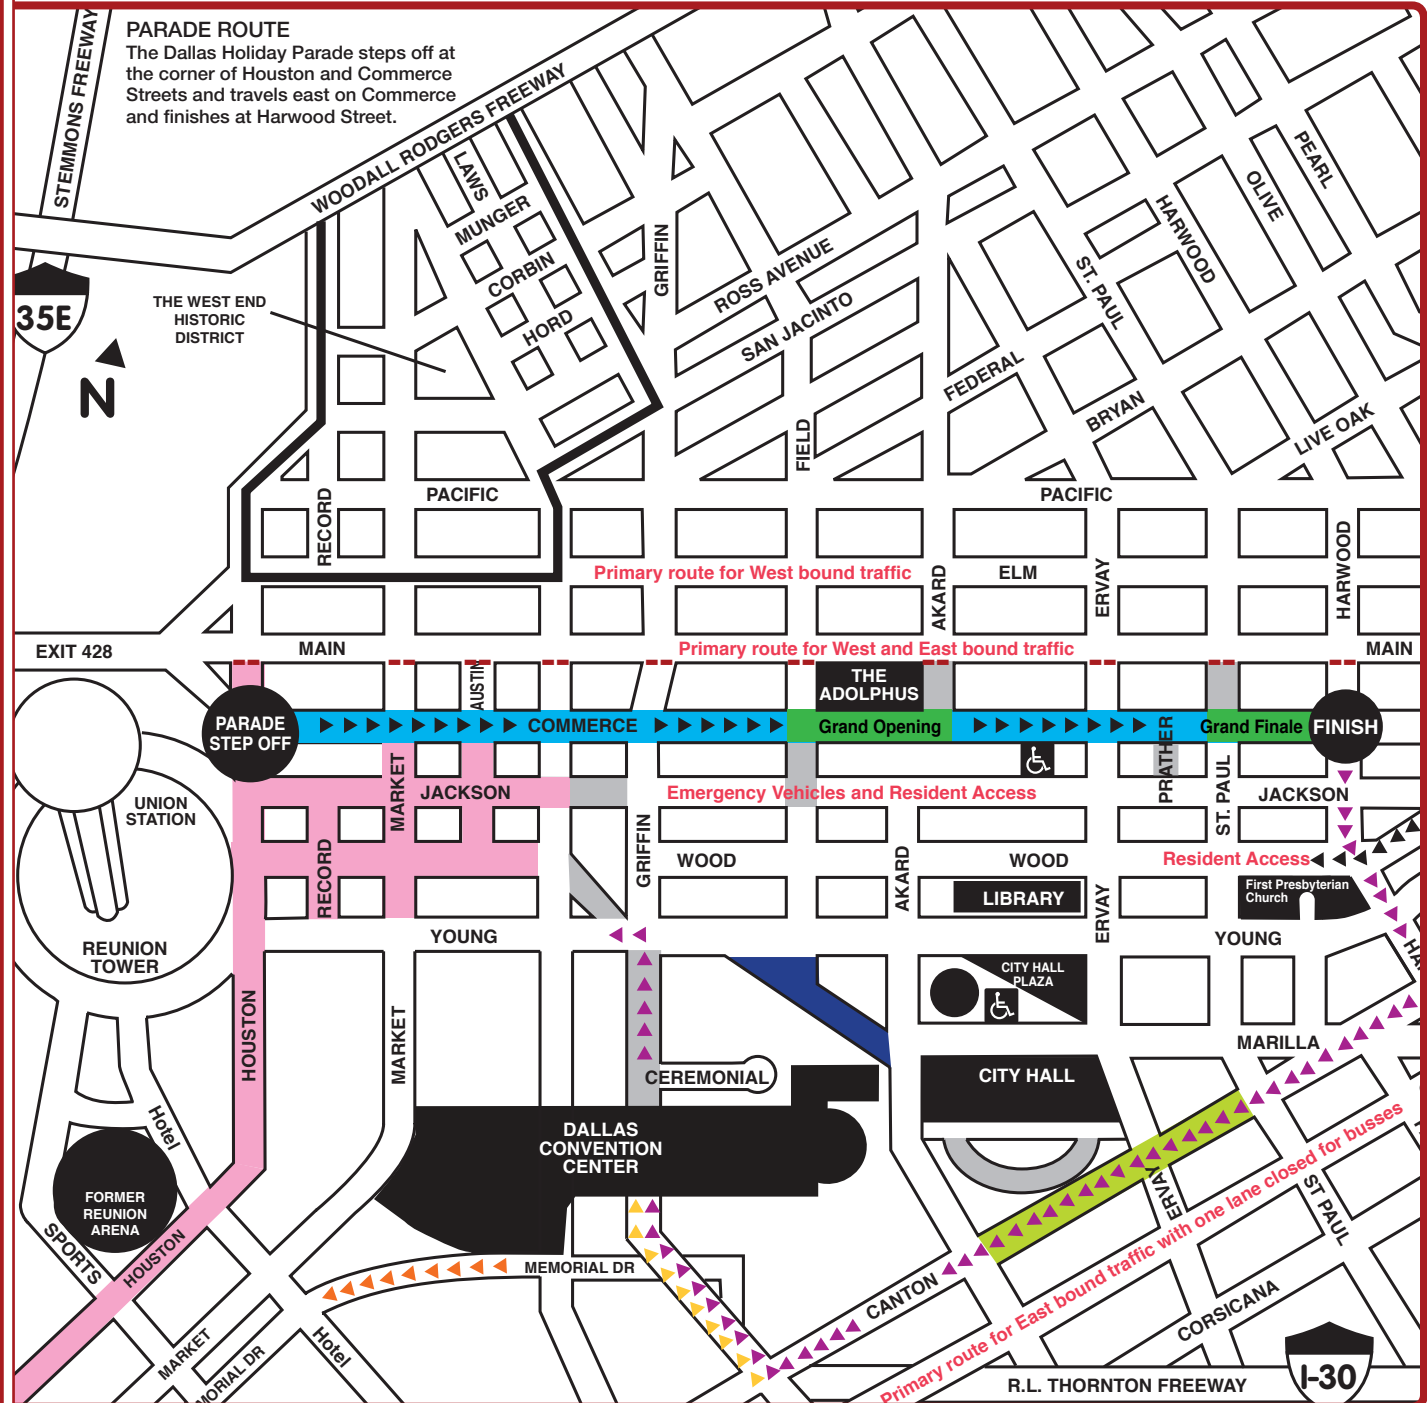 PARADE ROUTE
The Dallas Holiday Parade steps off at
the corner of Houston and Commerce
Streets and travels east on Commerce
and finishes at Harwood Street.
STEMMONS FREEWAY
WOODALL RODGERS FREEWAY
LAWS
MUNGER
CORBIN
HORD
GRIFFIN
ROSS AVENUE
SAN JACINTO
FIELD
FEDERAL
BRYAN
ST. PAUL
HARWOOD
OLIVE
PEARL
LIVE OAK
35E
N
THE WEST END
HISTORIC
DISTRICT
RECORD
PACIFIC
PACIFIC
Primary route for West bound traffic
ELM
AKARD
ERVAY
HARWOOD
EXIT 428
MAIN
Primary route for West and East bound traffic
MAIN
AUSTIN
THE
ADOLPHUS
PARADE
STEP OFF
COMMERCE
Grand Opening
PRATHER
Grand Finale
FINISH
MARKET
JACKSON
Emergency Vehicles and Resident Access
ST. PAUL
JACKSON
UNION
STATION
RECORD
GRIFFIN
WOOD
AKARD
WOOD
Resident Access
LIBRARY
ERVAY
First Presbyterian
Church
REUNION
TOWER
YOUNG
YOUNG
HA
CITY HALL
PLAZA
HOUSTON
MARKET
MARILLA
CEREMONIAL
CITY HALL
Hotel
DALLAS
CONVENTION
CENTER
FORMER
REUNION
ARENA
ERVAY
ST PAUL
SPORTS
HOUSTON
MEMORIAL DR
CANTON
Primary route for East bound traffic with one lane closed for busses
CORSICANA
MARKET
MORIAL DR
Hotel
R.L. THORNTON FREEWAY
I-30